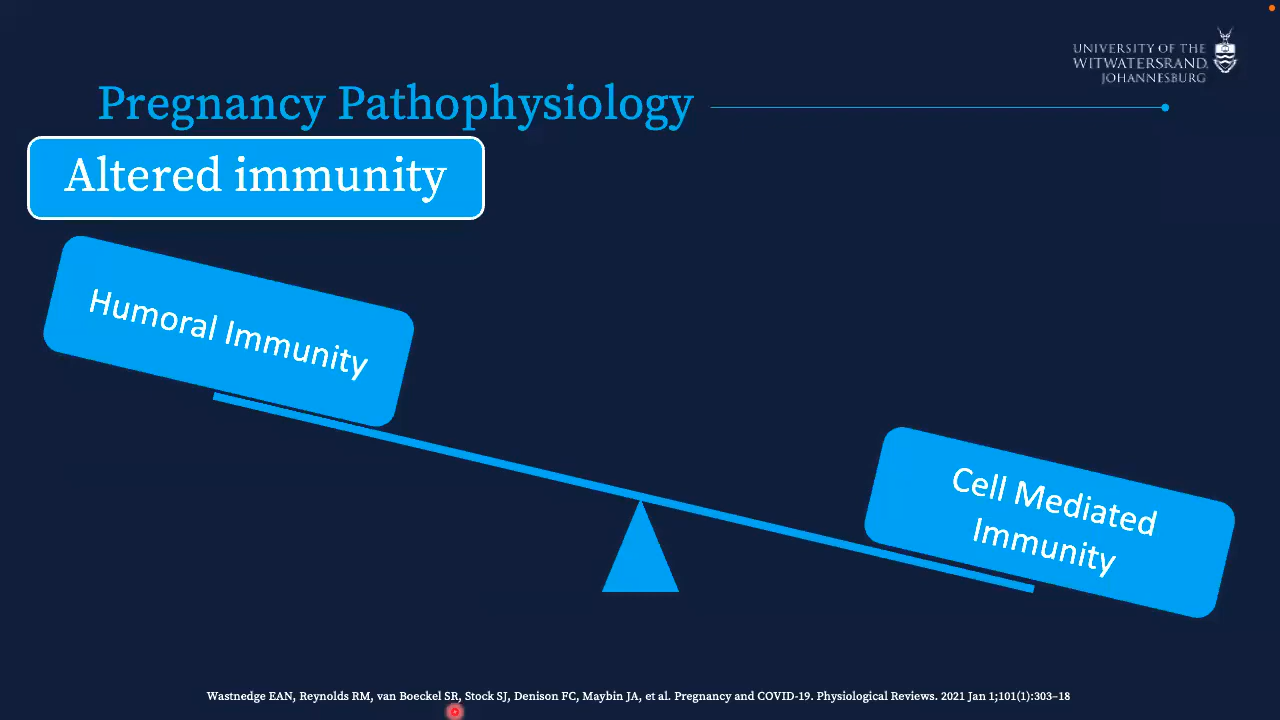 UNIVERSITY OF THE
WITWATERSRAND,
JOHANNESBURG
Pregnancy Pathophysiology
Altered immunity
Humoral Immunity
Cell Mediated
Immunity
Wastnedge EAN, Reynolds RM, van Boeckel SR, Stock SJ, Denison FC, Maybin JA, et al. Pregnancy and COVID-19. Physiological Reviews. 2021 Jan 1;101(1):303–18